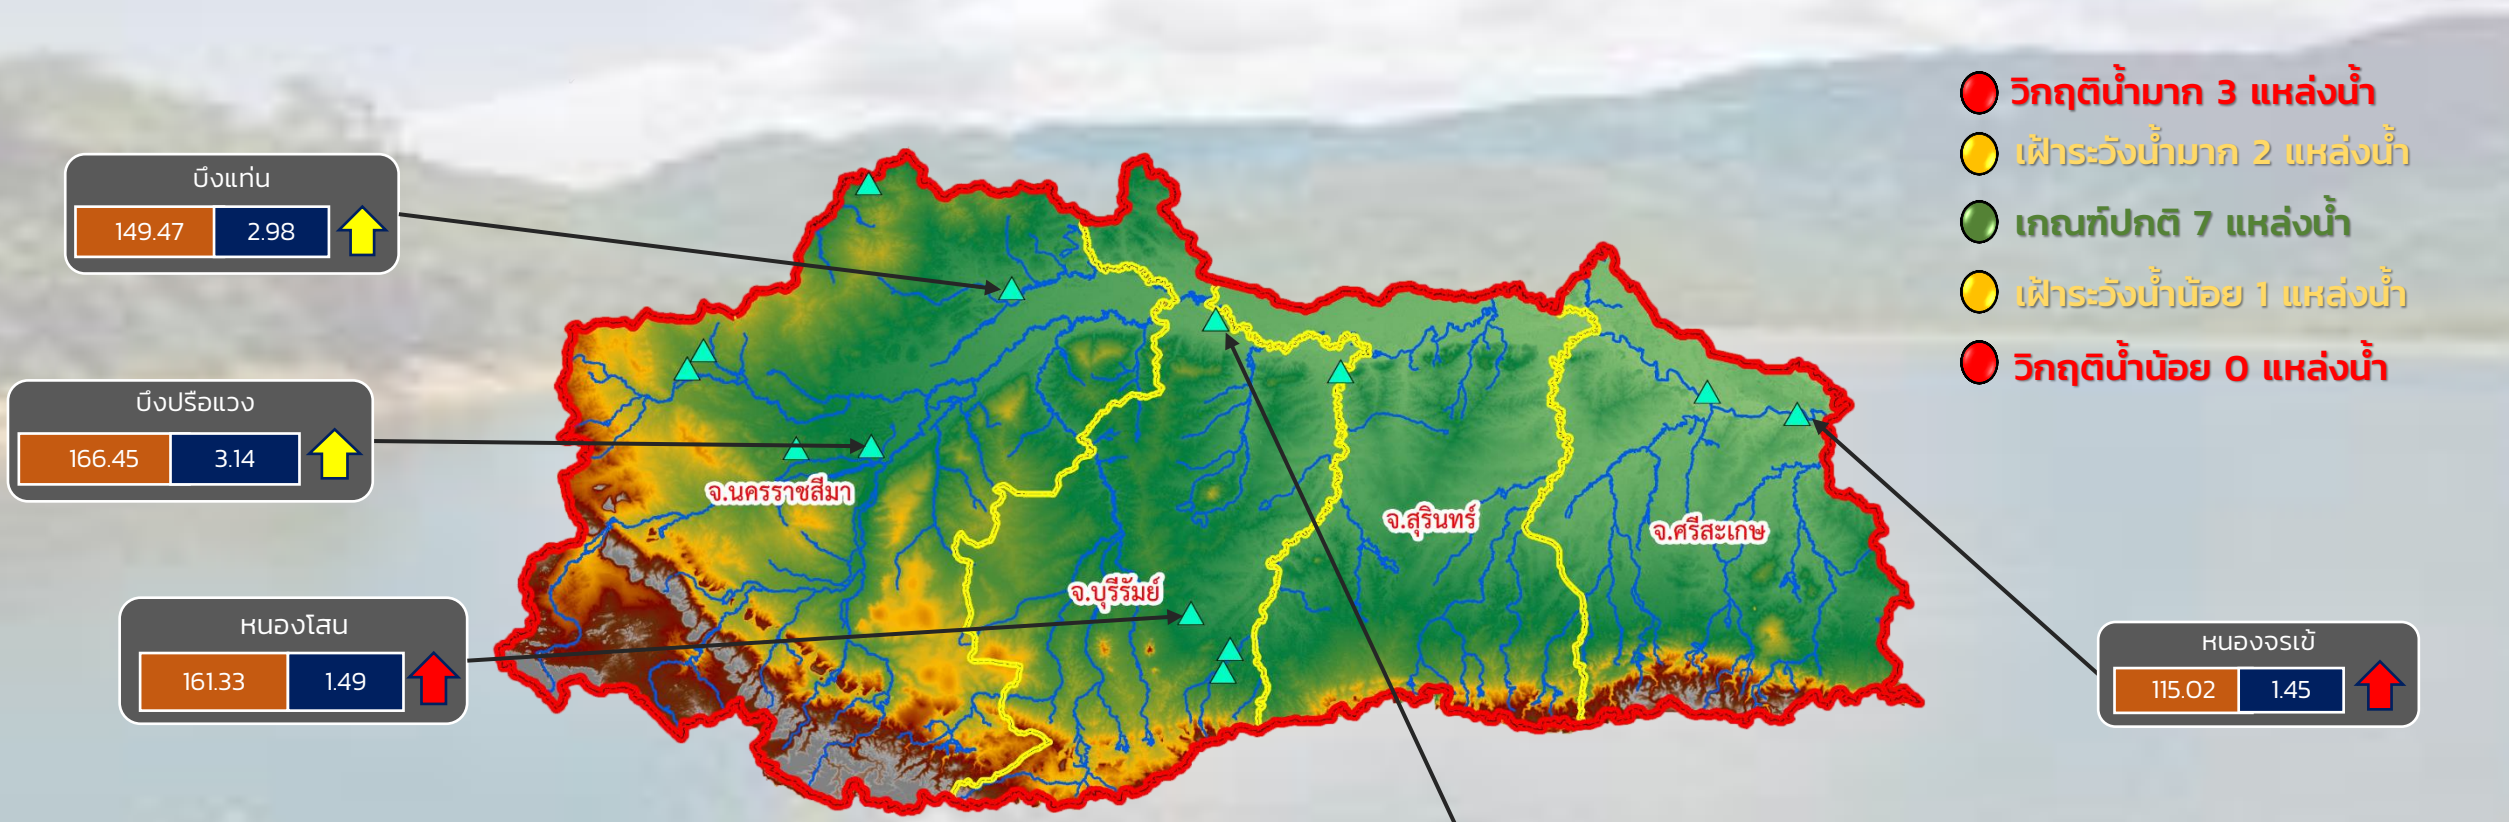 วิกฤติน้ำมาก 3 แหล่งน้ำ
เฝ้าระวังน้ำมาก 2 แหล่งน้ำ
เกณฑ์ปกติ 7 แหล่งน้ำ
เฝ้าระวังน้ำน้อย 1 แหล่งน้ำ
วิกฤติน้ำน้อย 0 แหล่งน้ำ
บึงแท่น
149.47 2.98
บึงปรือแวง
166.45 3.14
หนองโสน
161.33 1.49
จ.นครราชสีมา
จ.บุรีรัมย์
จ.สุรินทร์
จ.ศรีสะเกษ
หนองจรเข้
115.02 1.45